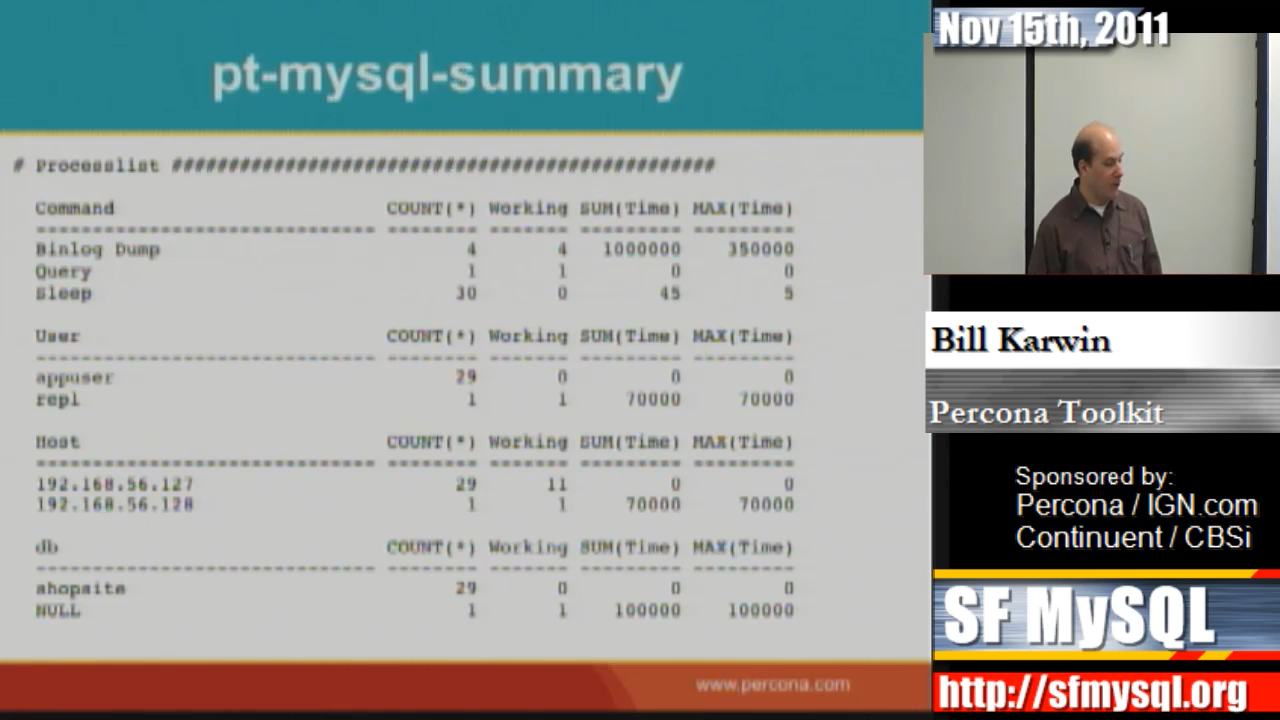 pt-mysql-summary
# Processlist ################################################
Command COUNT(*) Working SUM(Time) MAX(Time)
------------------------------ -------- ------- --------- ---------
Binlog Dump 4 4 1000000 350000
Query 1 1 0 0
Sleep 30 0 45 5
User COUNT(*) Working SUM(Time) MAX(Time)
------------------------------ -------- ------- --------- ---------
appuser 29 0 0 0
repl 1 1 70000 70000
Host COUNT(*) Working SUM(Time) MAX(Time)
------------------------------ -------- ------- --------- ---------
192.168.56.127 29 11 0 0
192.168.56.128 1 1 70000 70000
db COUNT(*) Working SUM(Time) MAX(Time)
------------------------------ -------- ------- --------- ---------
shopsite 29 0 0 0
NULL 1 1 100000 100000
www.percona.com
Nov 15th, 2011
Bill Karwin
Percona Toolkit
Sponsored by:
Percona / IGN.com
Continuent / CBSi
SF MySQL
http://sfmysql.org